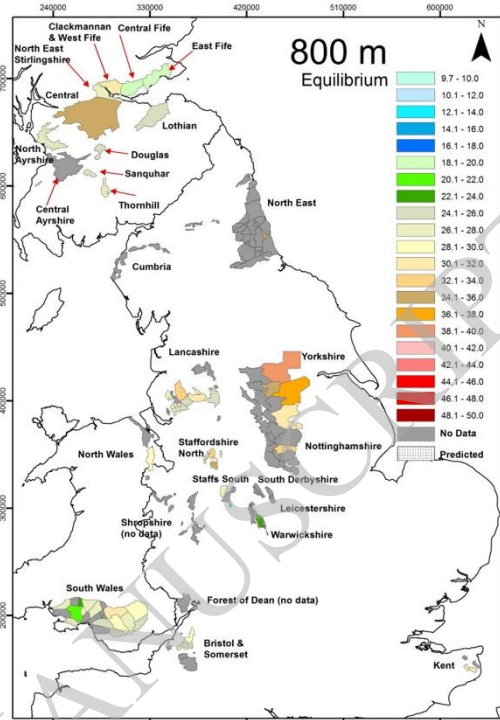 240000 330000 420000 510000 600000
Clackmannan
& West Fife
Central Fife
North East
Stirlingshire
East Fife
800 m
Equilibrium
N
700000
Central
Lothian
North
Ayrshire
Douglas
Sanquhar
Thornhill
Central
Ayrshire
600000
North East
Cumbria
500000
Lancashire
Yorkshire
400000
North Wales
Staffordshire
North
Nottinghamshire
Staffs South
South Derbyshire
Leicestershire
300000
Shropshire
(no data)
Warwickshire
South Wales
Forest of Dean (no data)
200000
Bristol &
Somerset
Kent
9.7 - 10.0
10.1 - 12.0
12.1 - 14.0
14.1 - 16.0
16.1 - 18.0
18.1 - 20.0
20.1 - 22.0
22.1 - 24.0
24.1 - 26.0
26.1 - 28.0
28.1 - 30.0
30.1 - 32.0
32.1 - 34.0
34.1 - 36.0
36.1 - 38.0
38.1 - 40.0
40.1 - 42.0
42.1 - 44.0
44.1 - 46.0
46.1 - 48.0
48.1 - 50.0
No Data
Predicted
ANUSCRIP